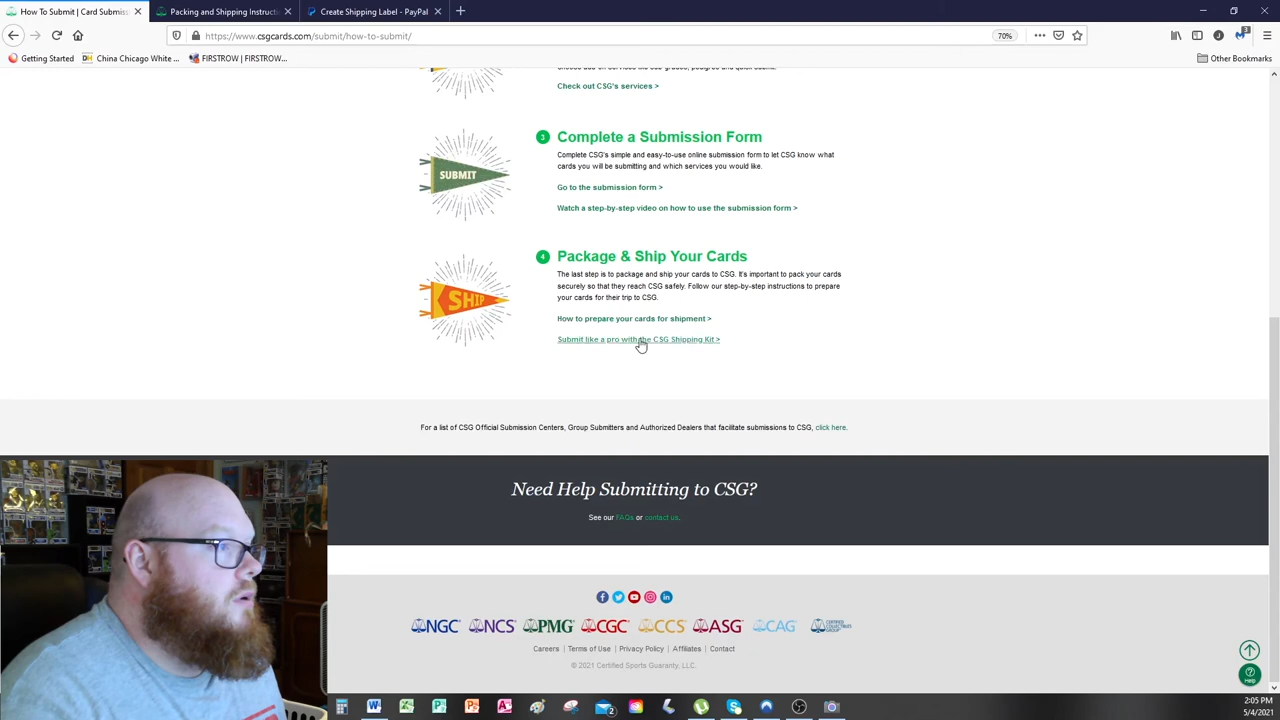 How To Submit | Card Submiss
Packing and Shipping Instructi
Create Shipping Label - PayPal
https://www.csgcards.com/submit/how-to-submit/
70%
Getting Started
China Chicago White ...
FIRSTROW | FIRSTROW...
Other Bookmarks
Check out CSG's services >
3
Complete a Submission Form
Complete CSG's simple and easy-to-use online submission form to let CSG know what
cards you will be submitting and which services you would like.
Go to the submission form >
Watch a step-by-step video on how to use the submission form >
SUBMIT
4
Package & Ship Your Cards
The last step is to package and ship your cards to CSG. It's important to pack your cards
securely so that they reach CSG safely. Follow our step-by-step instructions to prepare
your cards for their trip to CSG.
How to prepare your cards for shipment >
Submit like a pro with the CSG Shipping Kit >
SHIP
For a list of CSG Official Submission Centers, Group Submitters and Authorized Dealers that facilitate submissions to CSG, click here.
Need Help Submitting to CSG?
See our FAQs or contact us.
NGC NCS PMG CGC CCS ASG CAG
Careers | Terms of Use | Privacy Policy | Affiliates | Contact
© 2021 Certified Sports Guaranty, LLC.
Help
2:05 PM
5/4/2021